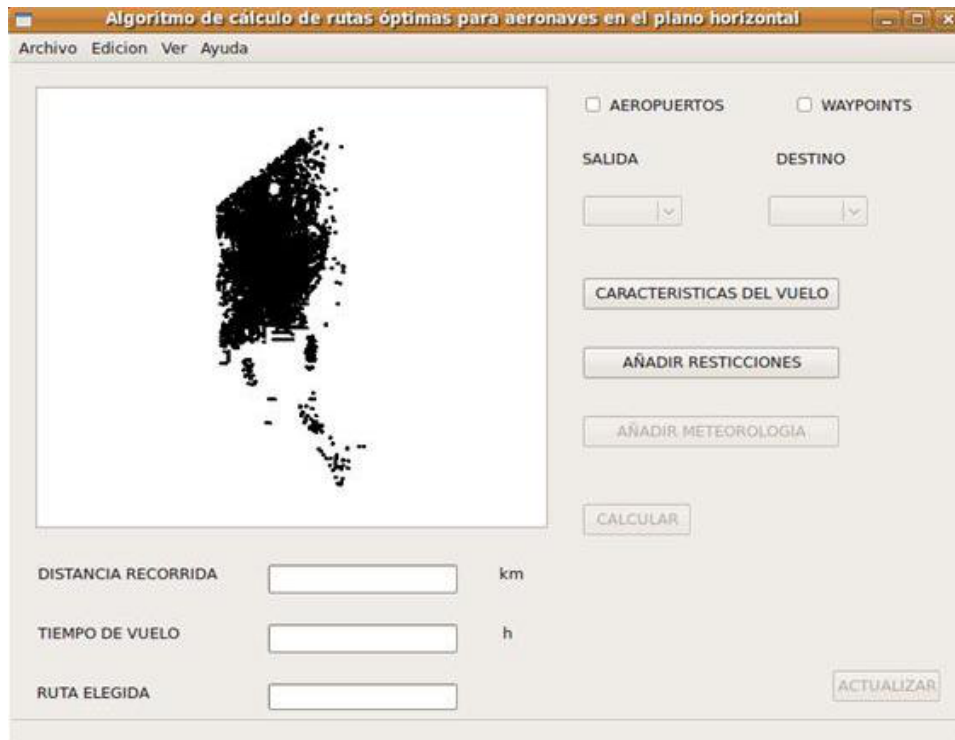 Algoritmo de cálculo de rutas óptimas para aeronaves en el plano horizontal
Archivo Edicion Ver Ayuda
AEROPUERTOS WAYPOINTS
SALIDA DESTINO
CARACTERISTICAS DEL VUELO
AÑADIR RESTICCIONES
AÑADIR METEOROLOGIA
CALCULAR
DISTANCIA RECORRIDA km
TIEMPO DE VUELO h
RUTA ELEGIDA
ACTUALIZAR